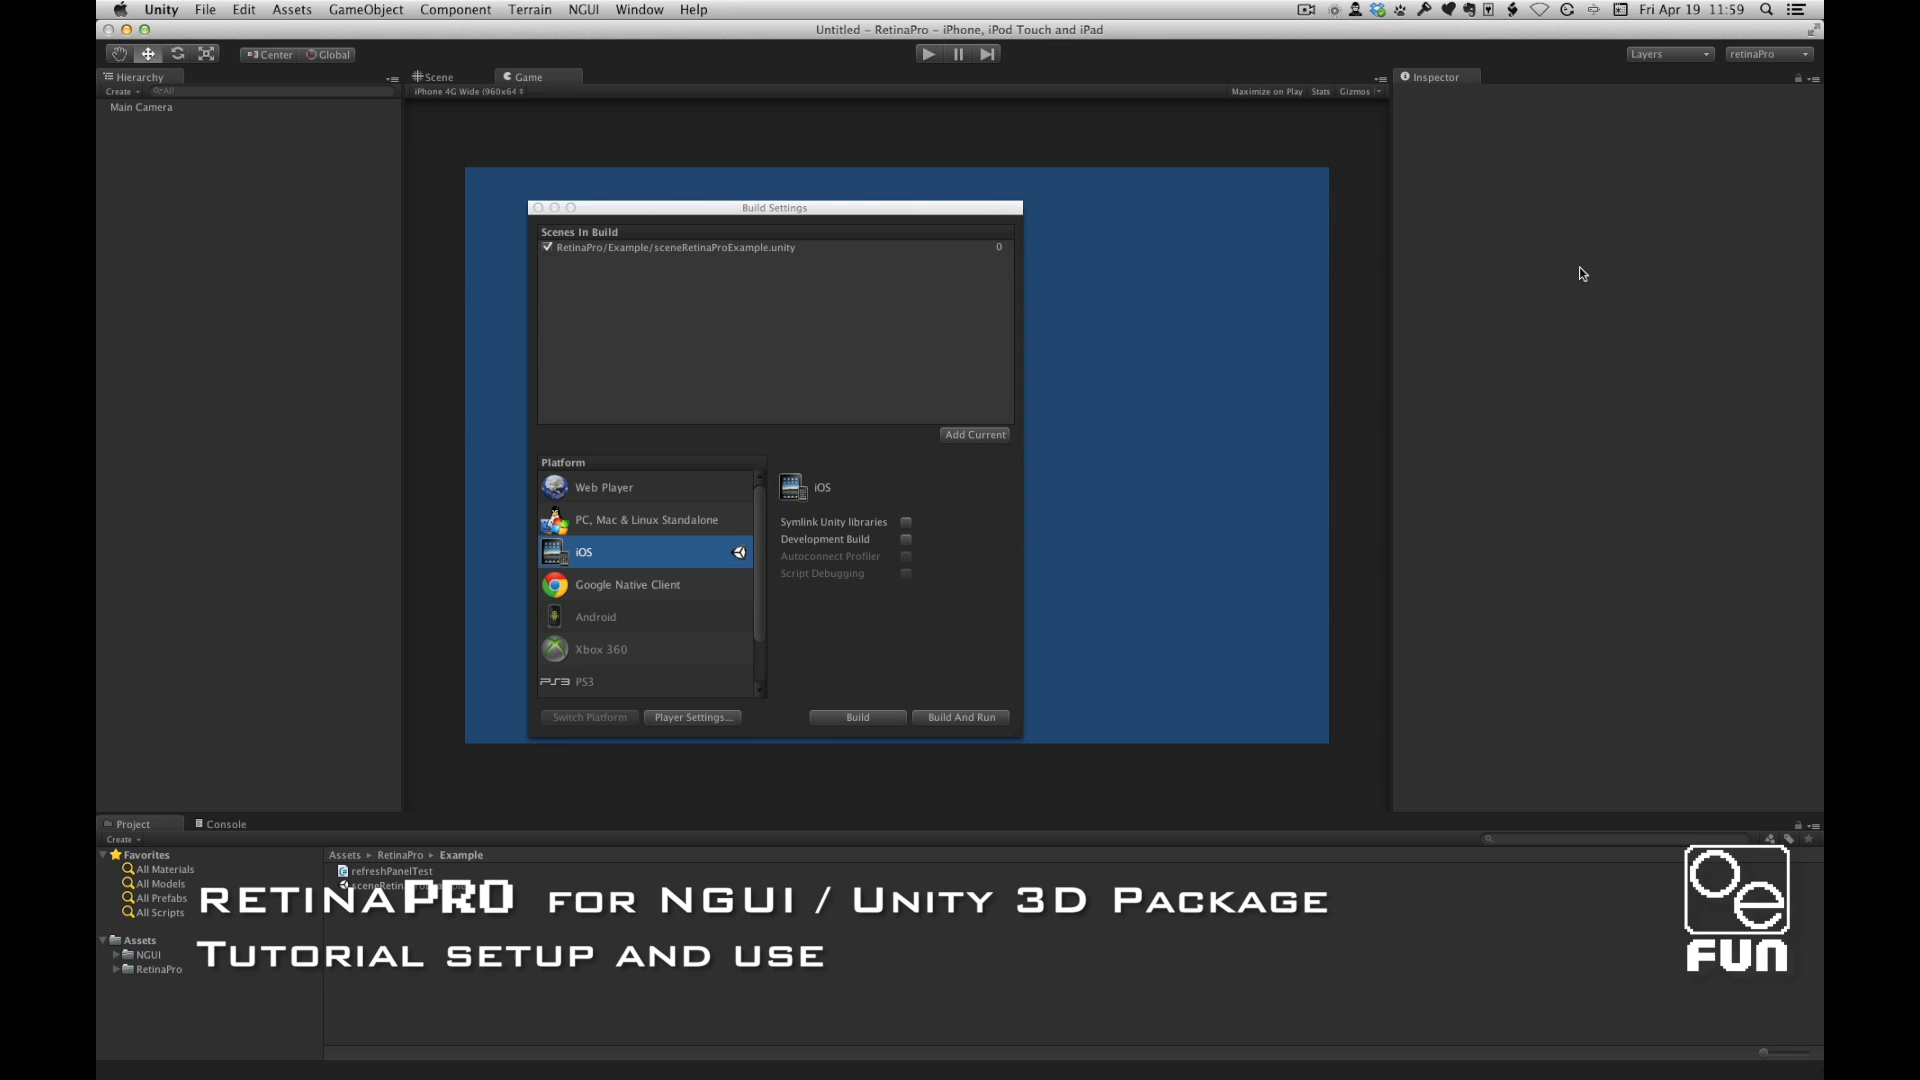 Unity File Edit Assets GameObject Component Terrain NGUI Window Help Fri Apr 19 11:59
Untitled – RetinaPro – iPhone, iPod Touch and iPad
Center Global Layers retinaPro
Hierarchy Scene Game Inspector
Create All iPhone 4G Wide (960x64 Maximize on Play Stats Gizmos
Main Camera
Build Settings
Scenes In Build
RetinaPro/Example/sceneRetinaProExample.unity 0
Add Current
Platform
Web Player iOS
PC, Mac & Linux Standalone
Symlink Unity libraries
Development Build
iOS
Autoconnect Profiler
Script Debugging
Google Native Client
Android
Xbox 360
PS3 PS3
Switch Platform Player Settings... Build Build And Run
Project Console
Create
Favorites Assets RetinaPro Example
All Materials refreshPanelTest
All Models
All Prefabs
All Scripts
Assets
NGUI
RetinaPro
retinaPRO for NGUI / Unity 3D Package
Tutorial setup and use
oe
FUN